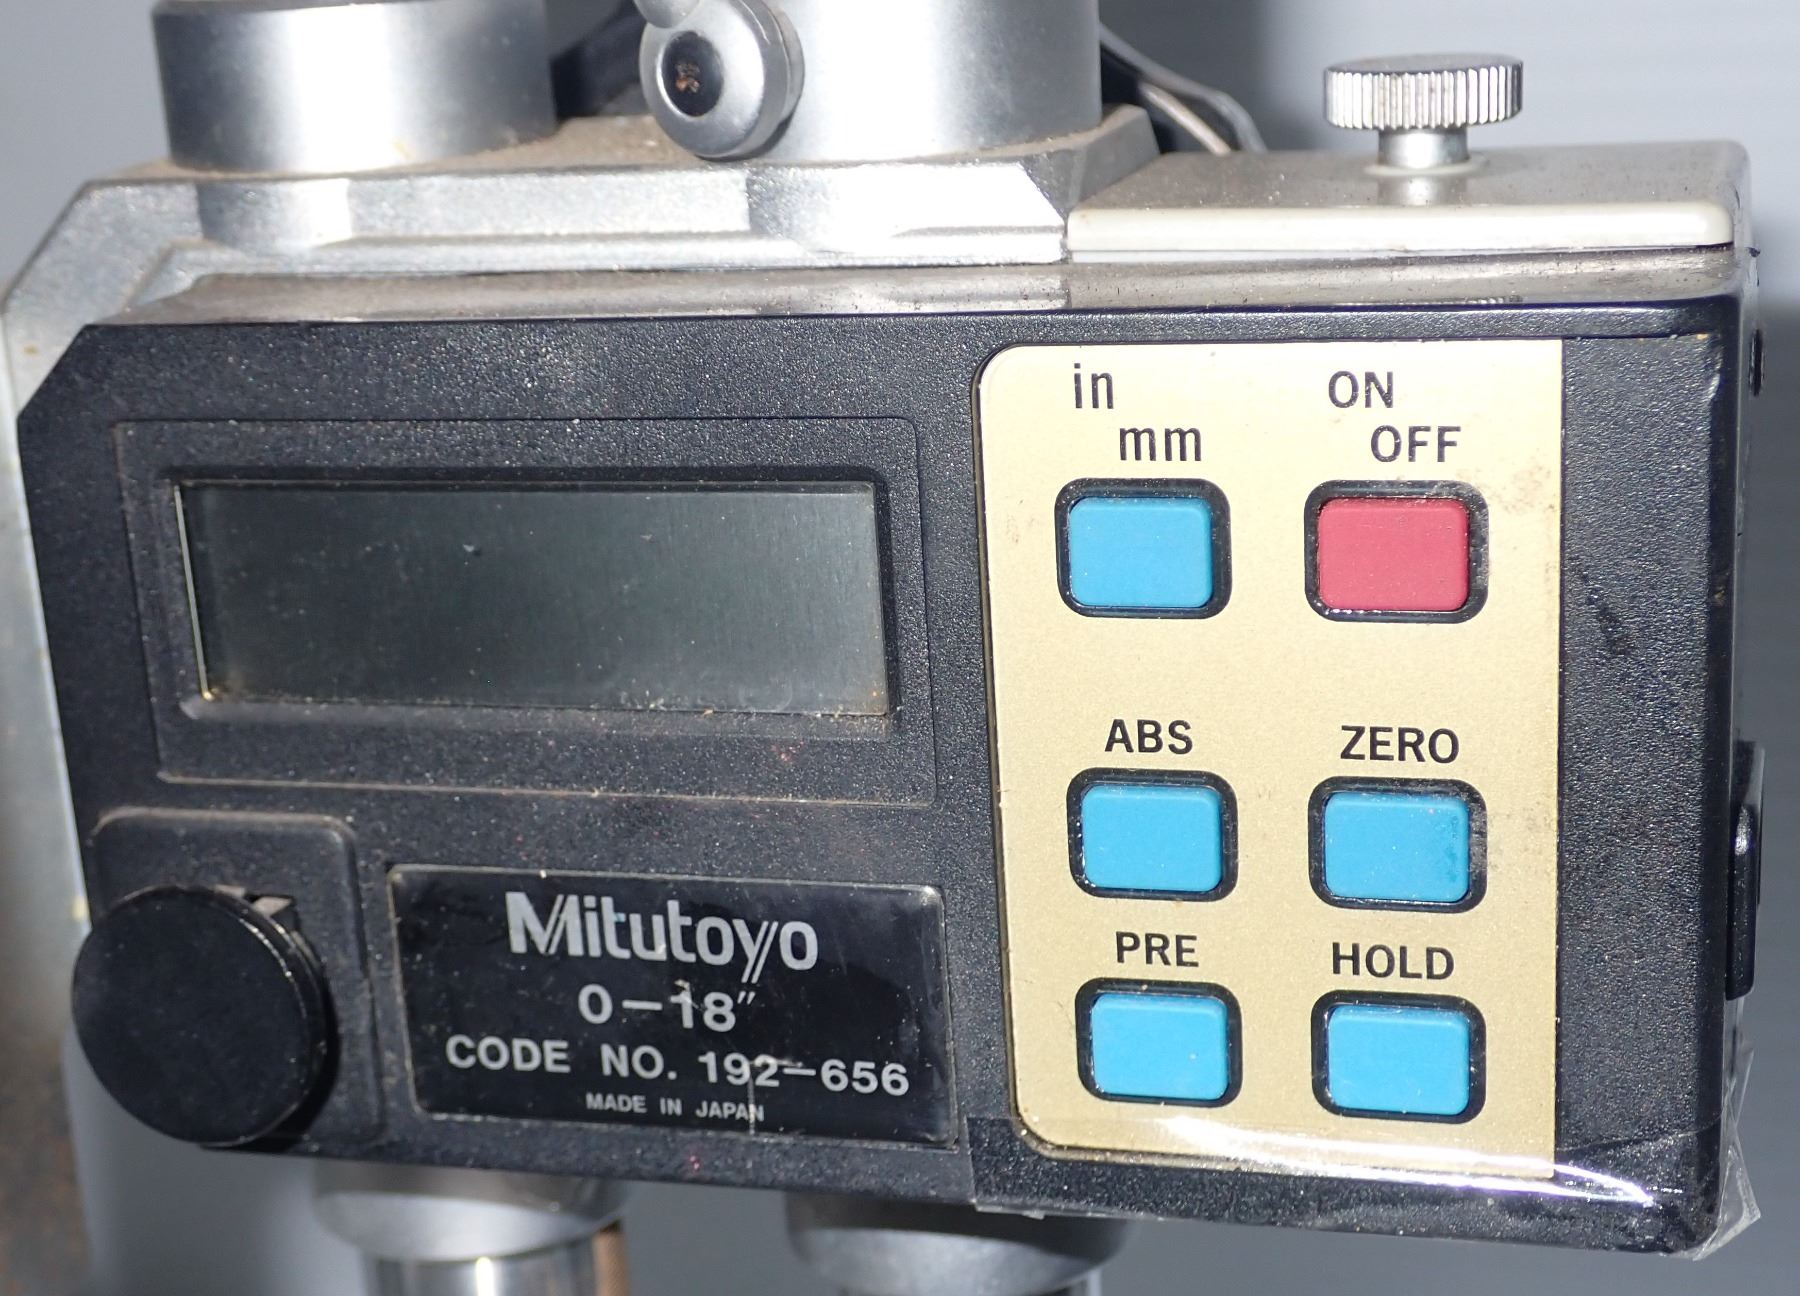 in
mm
ON
OFF
ABS
ZERO
PRE
HOLD
Mitutoyo
0-18"
CODE NO. 192-656
MADE IN JAPAN